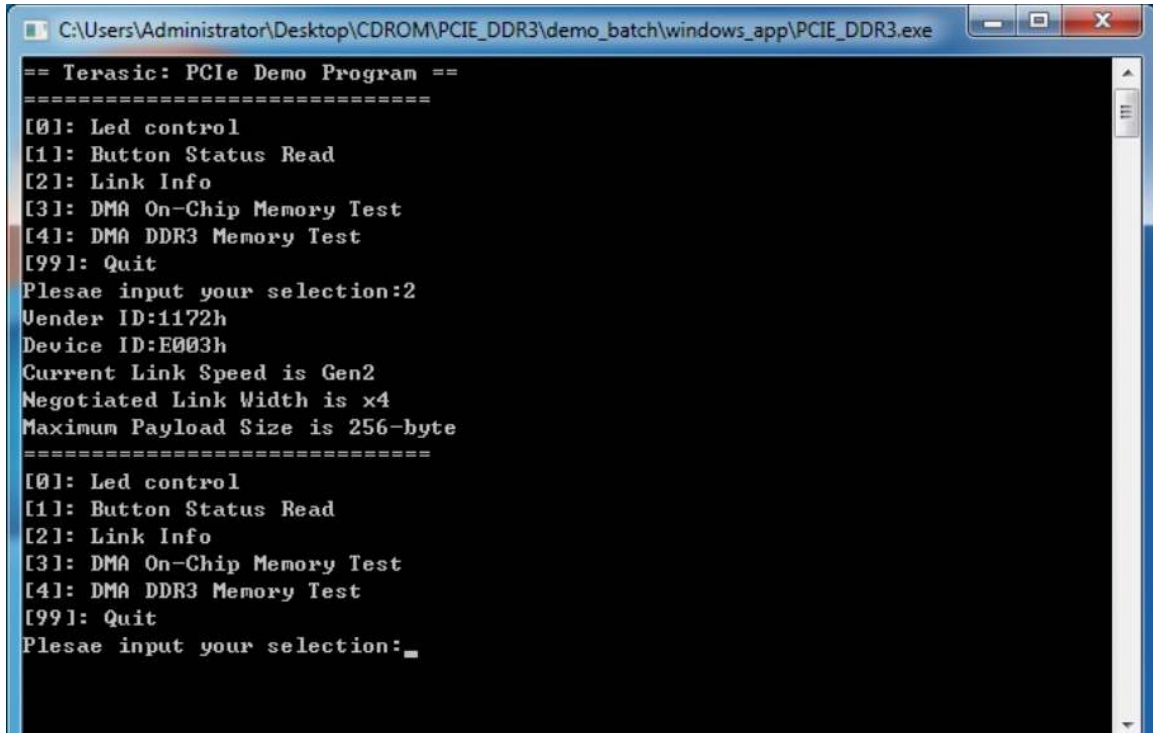 C:\Users\Administrator\Desktop\CDROM\PCIE_DDR3\demo_batch\windows_app\PCIE_DDR3.exe
== Terasic: PCIe Demo Program ==
==============================
[0]: Led control
[1]: Button Status Read
[2]: Link Info
[3]: DMA On-Chip Memory Test
[4]: DMA DDR3 Memory Test
[99]: Quit
Plesae input your selection:2
Vender ID:1172h
Device ID:E003h
Current Link Speed is Gen2
Negotiated Link Width is x4
Maximum Payload Size is 256-byte
==============================
[0]: Led control
[1]: Button Status Read
[2]: Link Info
[3]: DMA On-Chip Memory Test
[4]: DMA DDR3 Memory Test
[99]: Quit
Plesae input your selection:_